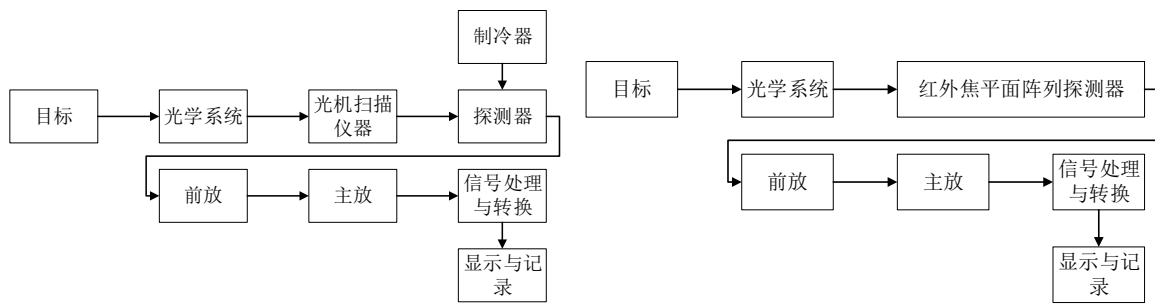 制冷器
目标
光学系统
光机扫描
仪器
探测器
前放
主放
信号处理
与转换
显示与记
录
目标
光学系统
红外焦平面阵列探测器
前放
主放
信号处理
与转换
显示与记
录